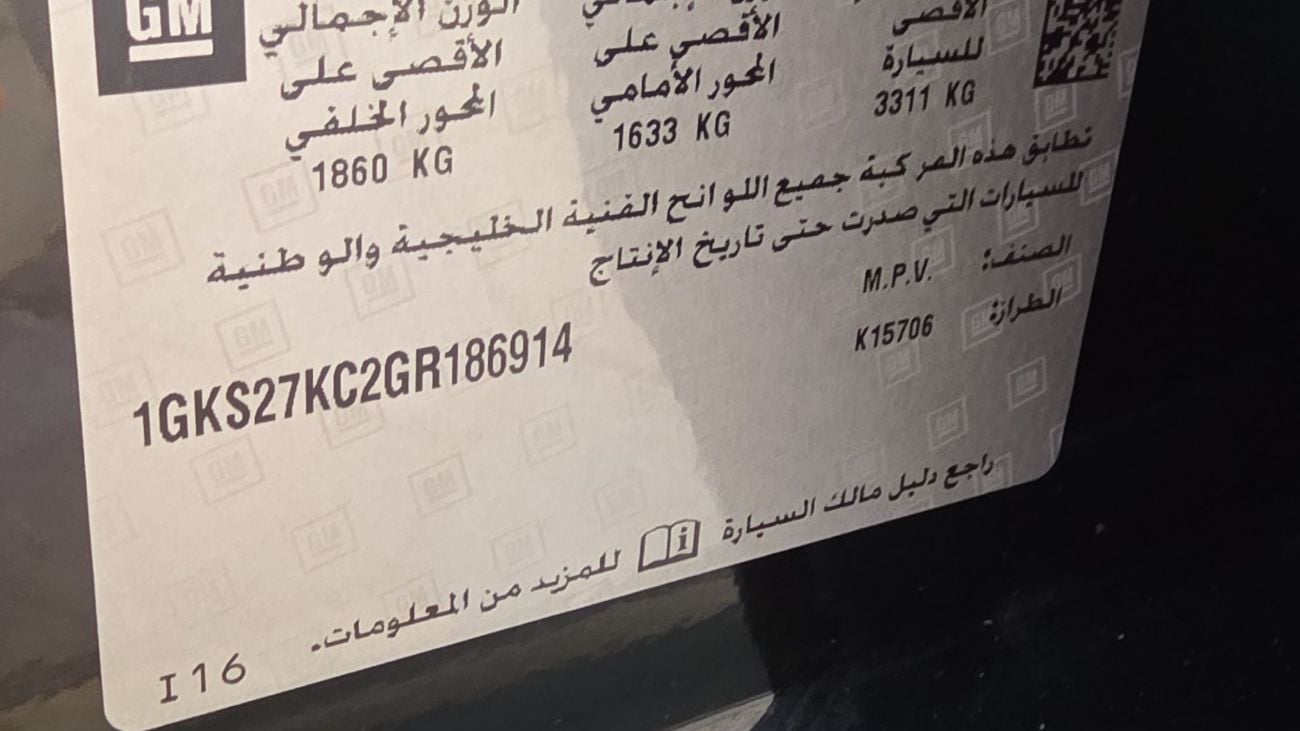 GM
الوزن الإجمالي
الأقصى
الأقصى على
الأقصى على
للسيارة
المحور الأمامي
المحور الخلفي
3311 KG
1633 KG
1860 KG
تطابق هذه المركبة جميع اللوائح الفنية الخليجية والوطنية
للسيارات التي صدرت حتى تاريخ الإنتاج
الصنف: M.P.V.
الطراز: K15706
1GKS27KC2GR186914
راجع دليل مالك السيارة i للمزيد من المعلومات.
I16